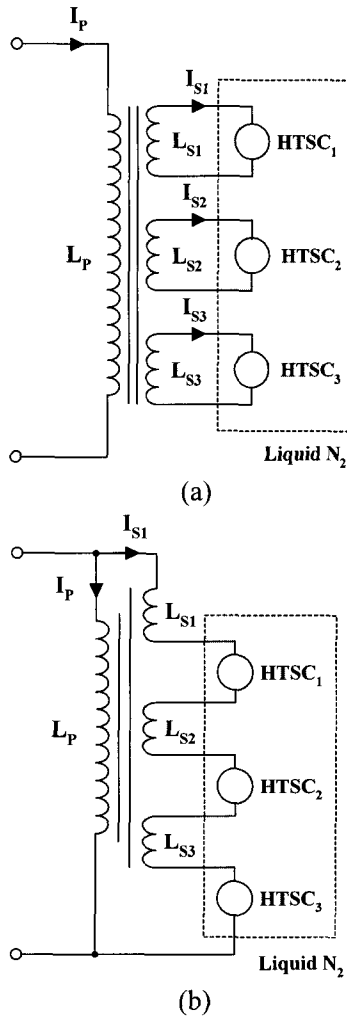 I_P
I_S1
L_S1
HTSC_1
I_S2
L_P
L_S2
HTSC_2
I_S3
L_S3
HTSC_3
Liquid N_2
(a)
I_S1
I_P
L_S1
HTSC_1
L_P
L_S2
HTSC_2
L_S3
HTSC_3
Liquid N_2
(b)